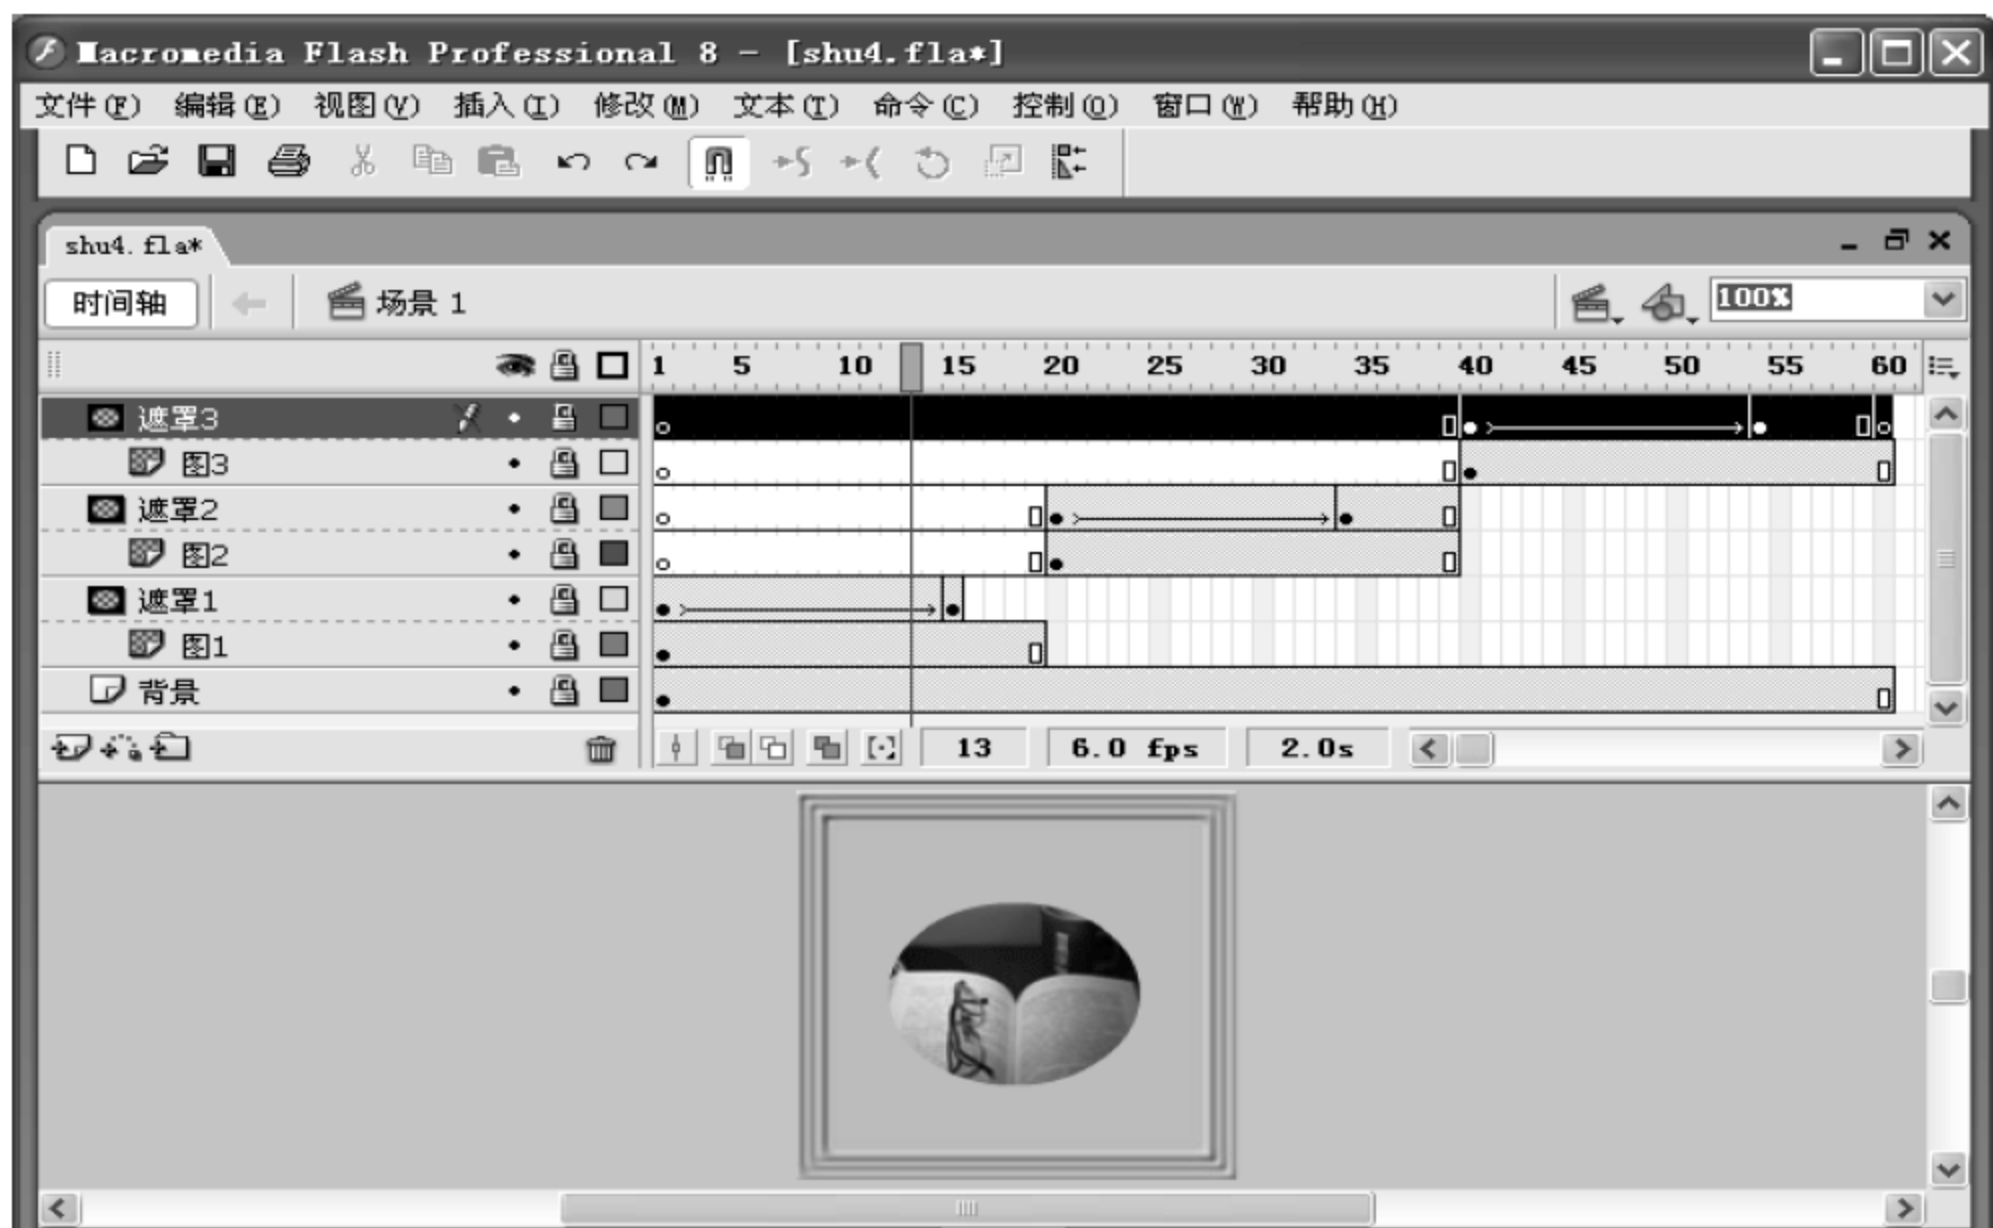 Macromedia Flash Professional 8 - [shu4.fla*]
文件(F) 编辑(E) 视图(V) 插入(I) 修改(M) 文本(T) 命令(C) 控制(O) 窗口(W) 帮助(H)
shu4.fla*
时间轴 场景 1 100%
1 5 10 15 20 25 30 35 40 45 50 55 60
遮罩3
图3
遮罩2
图2
遮罩1
图1
背景
13 6.0 fps 2.0s